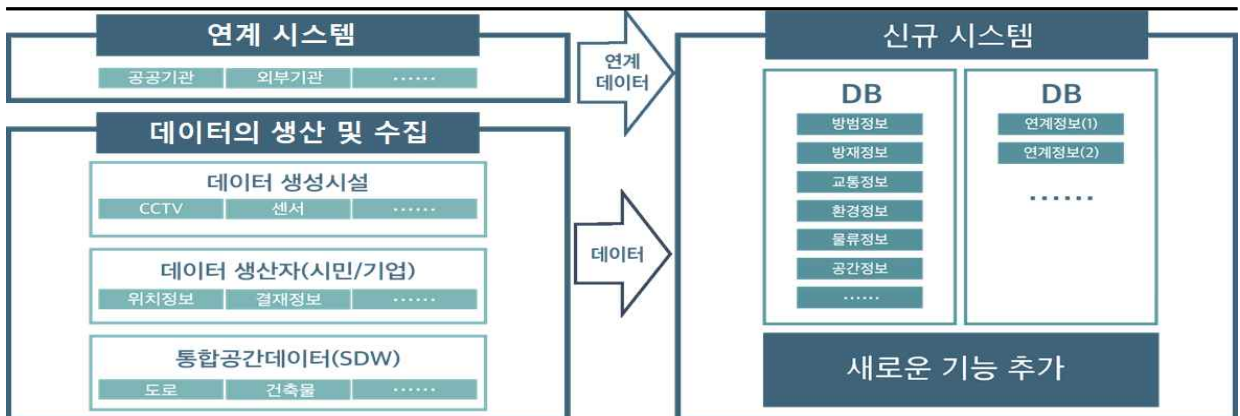 연계 시스템
공공기관 외부기관 ······
데이터의 생산 및 수집
데이터 생성시설
CCTV 센서 ······
데이터 생산자(시민/기업)
위치정보 결재정보 ······
통합공간데이터(SDW)
도로 건축물 ······
연계
데이터
데이터
신규 시스템
DB
방범정보
방재정보
교통정보
환경정보
물류정보
공간정보
······
DB
연계정보(1)
연계정보(2)
······
새로운 기능 추가